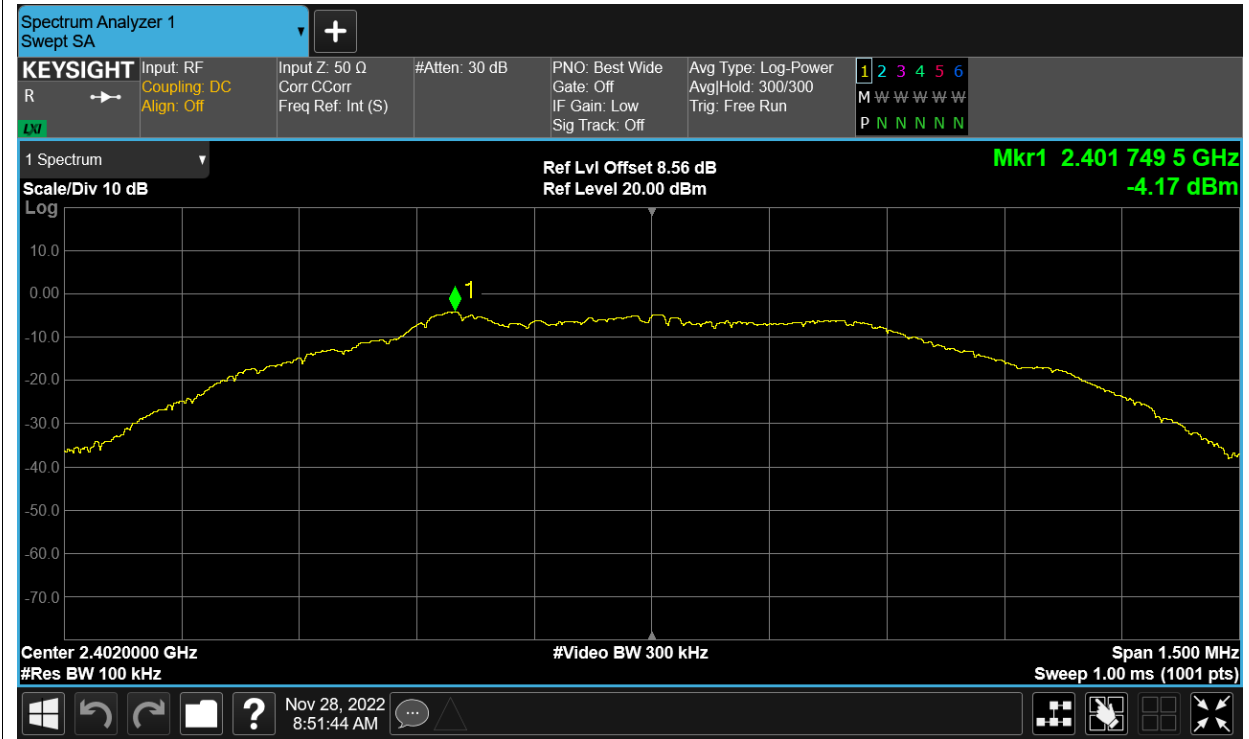 Spectrum Analyzer 1
Swept SA
KEYSIGHT
R
LXI
Input: RF
Coupling: DC
Align: Off
Input Z: 50 Ω
Corr CCorr
Freq Ref: Int (S)
#Atten: 30 dB
PNO: Best Wide
Gate: Off
IF Gain: Low
Sig Track: Off
Avg Type: Log-Power
Avg|Hold: 300/300
Trig: Free Run
1 2 3 4 5 6
M W W W W W
P N N N N N
1 Spectrum
Scale/Div 10 dB
Ref Lvl Offset 8.56 dB
Ref Level 20.00 dBm
Mkr1 2.401 749 5 GHz
-4.17 dBm
Log
10.0
0.00
-10.0
-20.0
-30.0
-40.0
-50.0
-60.0
-70.0
1
Center 2.4020000 GHz
#Res BW 100 kHz
#Video BW 300 kHz
Span 1.500 MHz
Sweep 1.00 ms (1001 pts)
?
Nov 28, 2022
8:51:44 AM